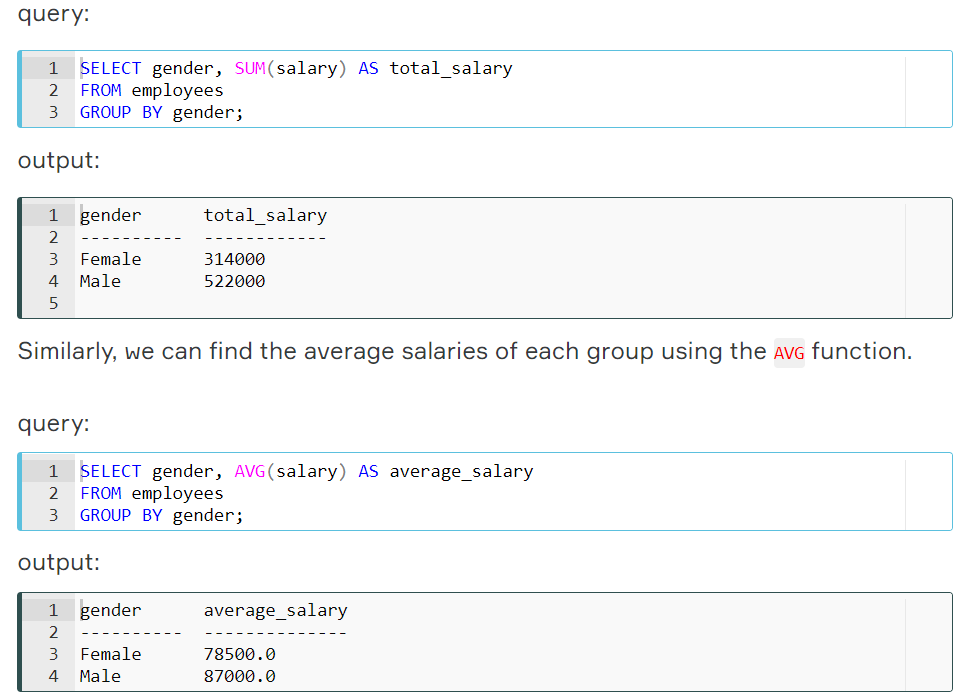 query:
1 SELECT gender, SUM(salary) AS total_salary
2 FROM employees
3 GROUP BY gender;
output:
1 gender      total_salary
2 ----------  ------------
3 Female      314000
4 Male        522000
5
Similarly, we can find the average salaries of each group using the AVG function.
query:
1 SELECT gender, AVG(salary) AS average_salary
2 FROM employees
3 GROUP BY gender;
output:
1 gender      average_salary
2 ----------  --------------
3 Female      78500.0
4 Male        87000.0